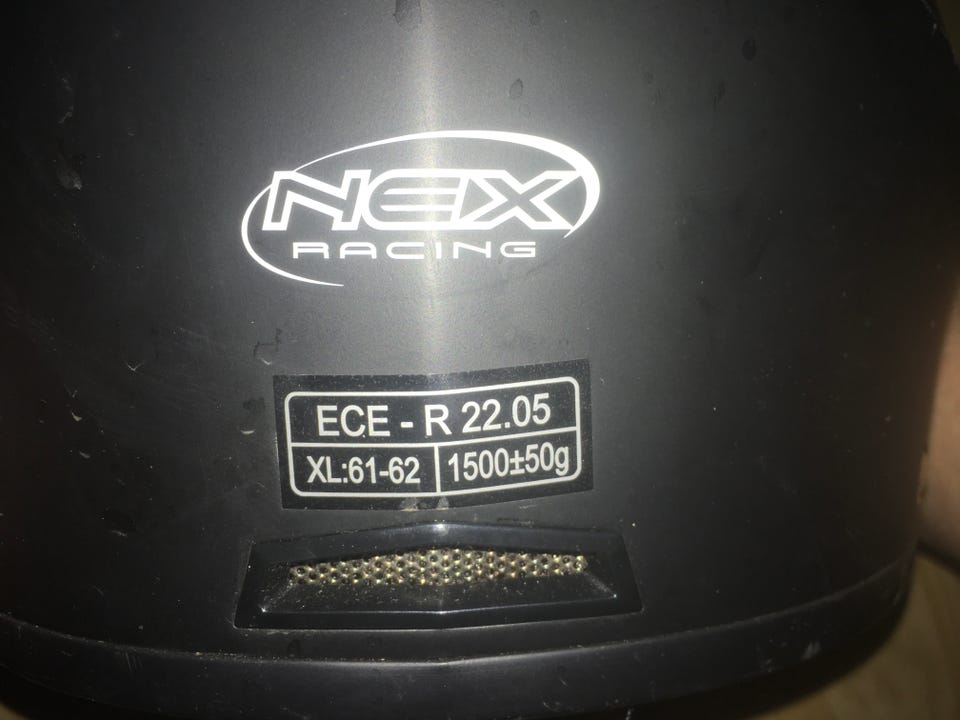 NEX
RACING
ECE - R 22.05
XL:61-62 1500±50g